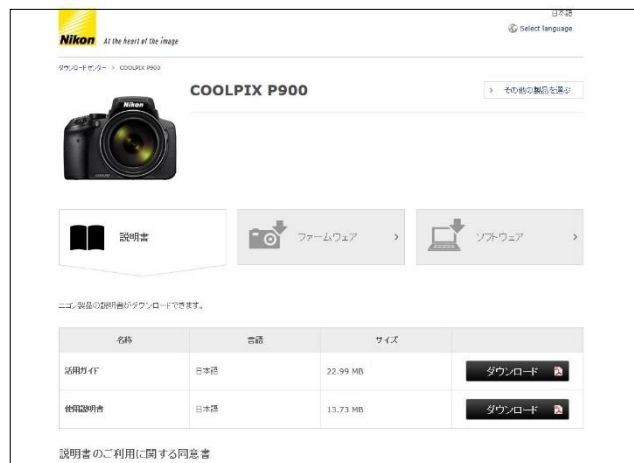 日本語
Nikon At the heart of the image
Select language
ダウンロードセンター > COOLPIX P900
COOLPIX P900
> その他の製品を選ぶ
Nikon
COOLPIX
説明書
ファームウェア >
ソフトウェア >
ニコン製品の説明書がダウンロードできます。
名称 言語 サイズ
活用ガイド 日本語 22.99 MB ダウンロード
使用説明書 日本語 13.73 MB ダウンロード
説明書のご利用に関する同意書